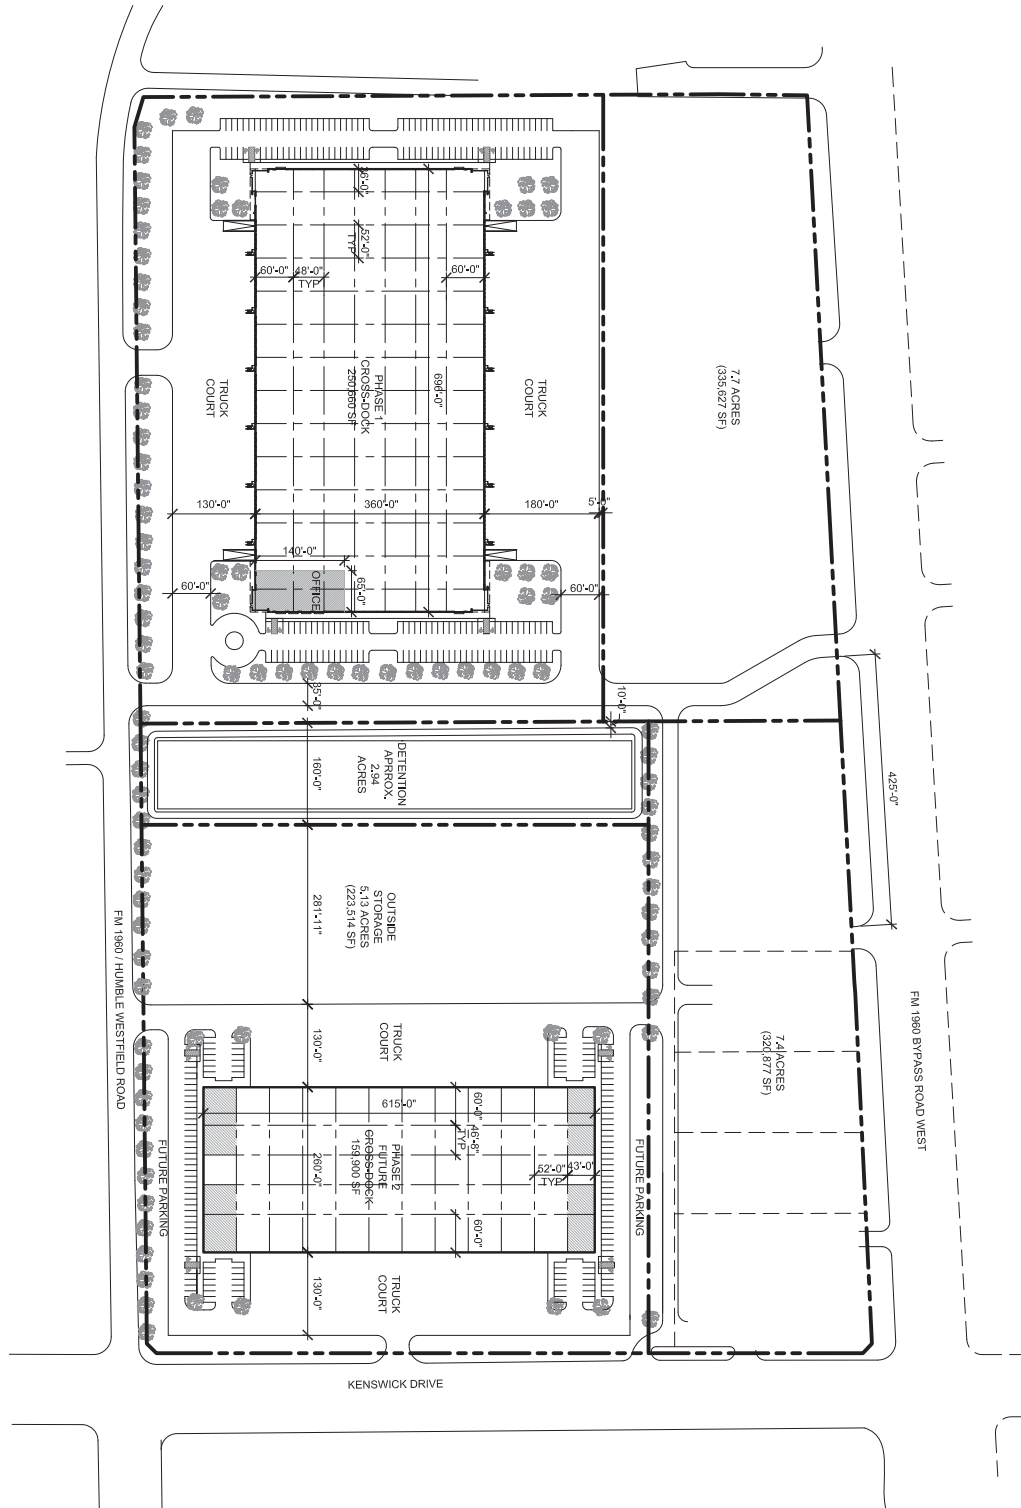 36'-0"
52'-0"
TYP
60'-0"
48'-0"
TYP
60'-0"
7.7 ACRES
(335,627 SF)
TRUCK
COURT
PHASE 1
CROSS-DOCK
250,660 SF
696'-0"
TRUCK
COURT
130'-0"
360'-0"
180'-0"
5'-0"
140'-0"
OFFICE
65'-0"
60'-0"
60'-0"
35'-0"
10'-0"
160'-0"
DETENTION
APRROX.
2.94
ACRES
425'-0"
281'-11"
OUTSIDE
STORAGE
5.13 ACRES
(223,514 SF)
FM 1960 / HUMBLE WESTFIELD ROAD
FM 1960 BYPASS ROAD WEST
130'-0"
TRUCK
COURT
7.4 ACRES
(320,877 SF)
615'-0"
60'-0"
46'-8"
TYP
260'-0"
PHASE 2
FUTURE
CROSS-DOCK
159,900 SF
52'-0"
TYP
43'-0"
60'-0"
FUTURE PARKING
FUTURE PARKING
130'-0"
TRUCK
COURT
KENSWICK DRIVE